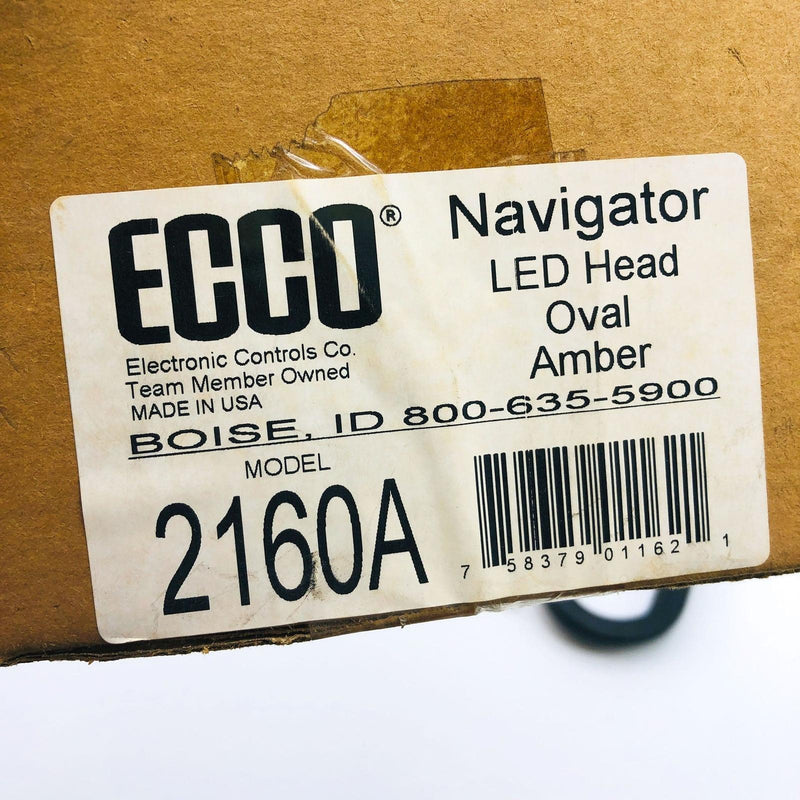 ECCO®
Navigator
LED Head
Oval
Amber
Electronic Controls Co.
Team Member Owned
MADE IN USA
BOISE, ID 800-635-5900
MODEL
2160A
7 58379 01162 1